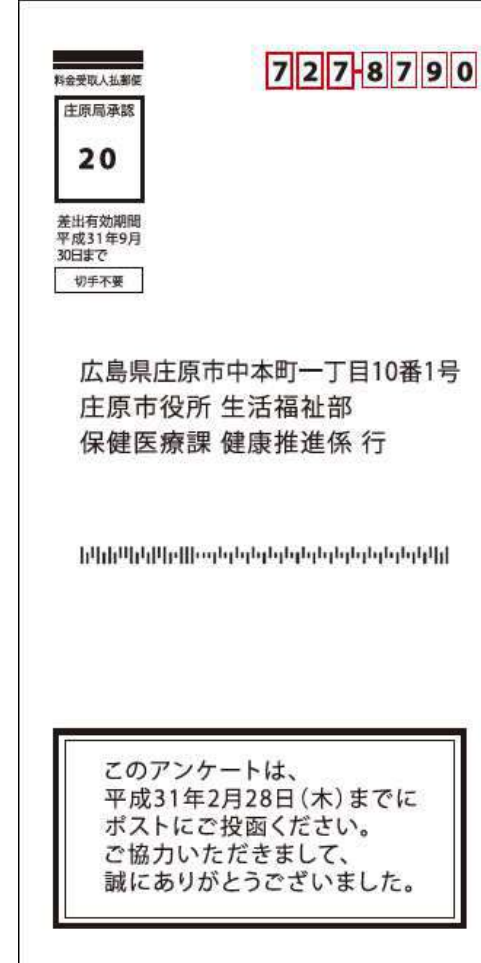 料金受取人払郵便
庄原局承認
20
差出有効期間
平成31年9月
30日まで
切手不要
727-8790
広島県庄原市中本町一丁目10番1号
庄原市役所 生活福祉部
保健医療課 健康推進係 行
このアンケートは、
平成31年2月28日(木)までに
ポストにご投函ください。
ご協力いただきまして、
誠にありがとうございました。